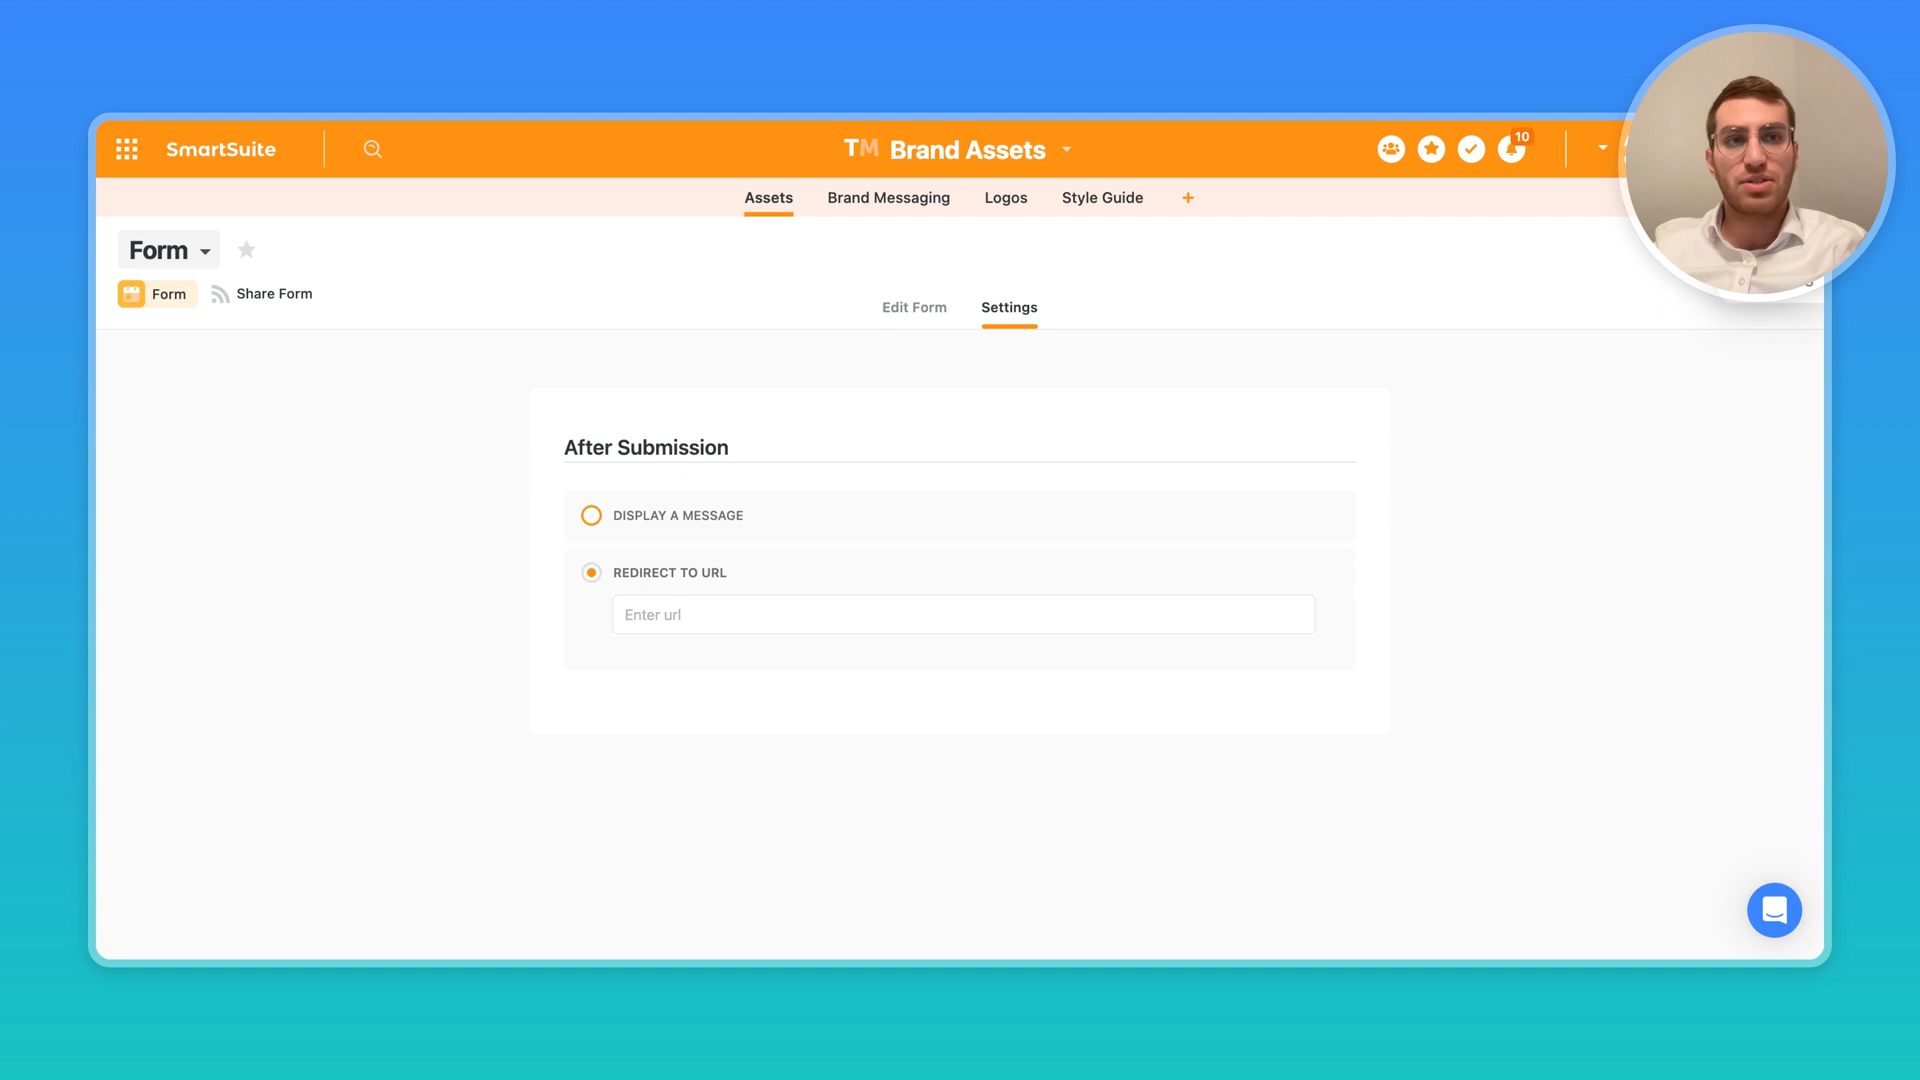 SmartSuite
TM Brand Assets
10
Assets
Brand Messaging
Logos
Style Guide
+
Form
Form
Share Form
Edit Form
Settings
After Submission
DISPLAY A MESSAGE
REDIRECT TO URL
Enter url